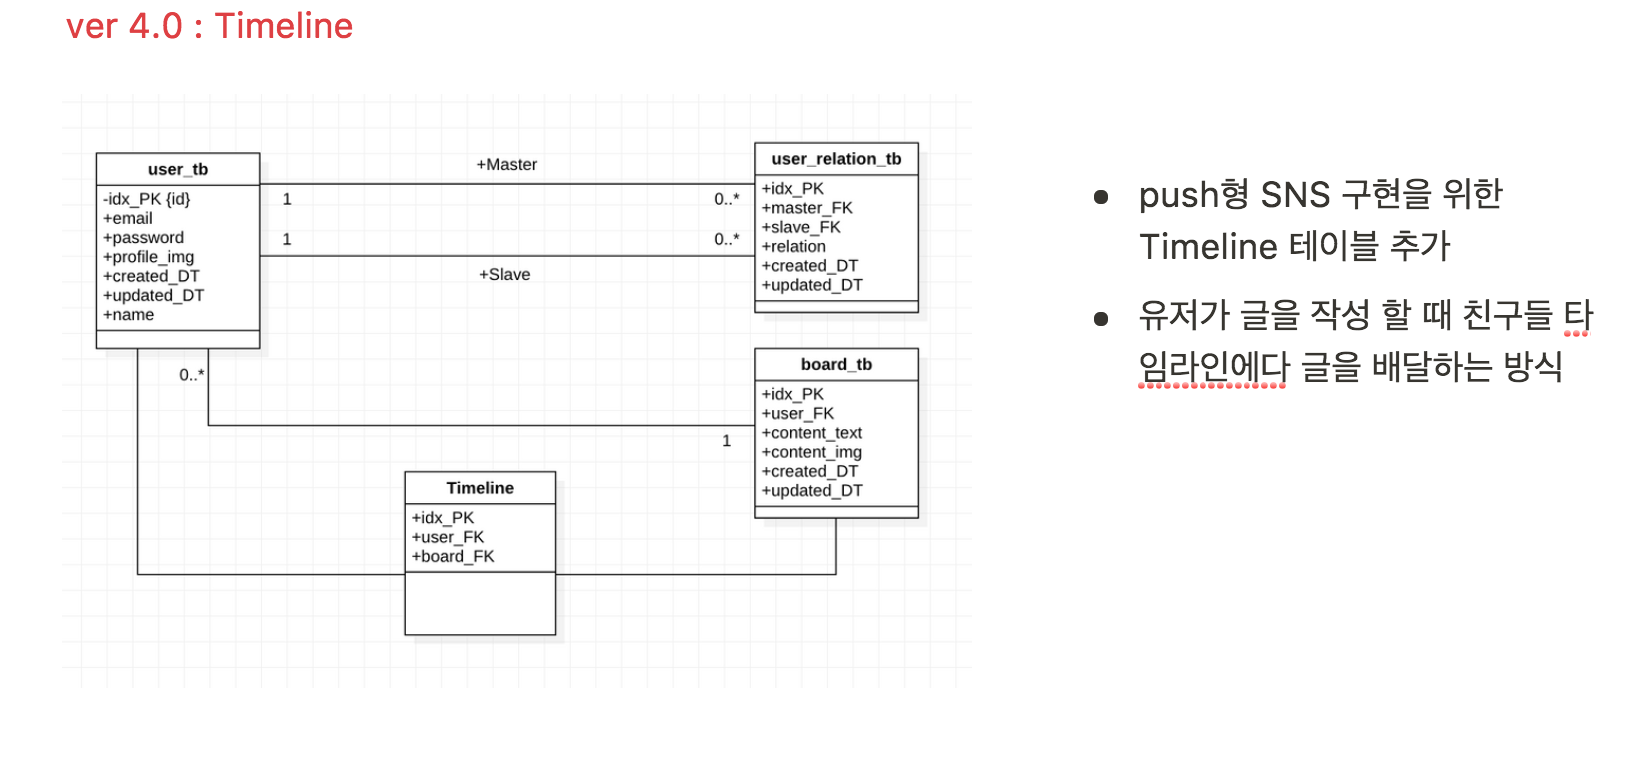 ver 4.0 : Timeline
user_tb
-idx_PK {id}
+email
+password
+profile_img
+created_DT
+updated_DT
+name
+Master
1
0..*
1
0..*
+Slave
user_relation_tb
+idx_PK
+master_FK
+slave_FK
+relation
+created_DT
+updated_DT
0..*
1
board_tb
+idx_PK
+user_FK
+content_text
+content_img
+created_DT
+updated_DT
Timeline
+idx_PK
+user_FK
+board_FK
● push형 SNS 구현을 위한
Timeline 테이블 추가
● 유저가 글을 작성 할 때 친구들 타
임라인에다 글을 배달하는 방식